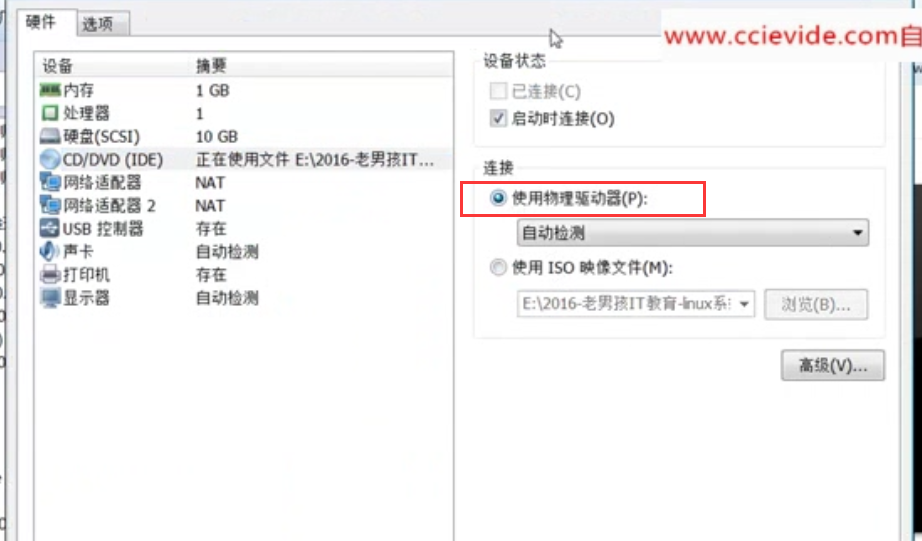 硬件 选项
www.ccievide.com自
设备 摘要
内存 1 GB
处理器 1
硬盘(SCSI) 10 GB
CD/DVD (IDE) 正在使用文件 E:\2016-老男孩IT...
网络适配器 NAT
网络适配器 2 NAT
USB 控制器 存在
声卡 自动检测
打印机 存在
显示器 自动检测
设备状态
已连接(C)
启动时连接(O)
连接
使用物理驱动器(P):
自动检测
使用 ISO 映像文件(M):
E:\2016-老男孩IT教育-linux系
浏览(B)...
高级(V)...